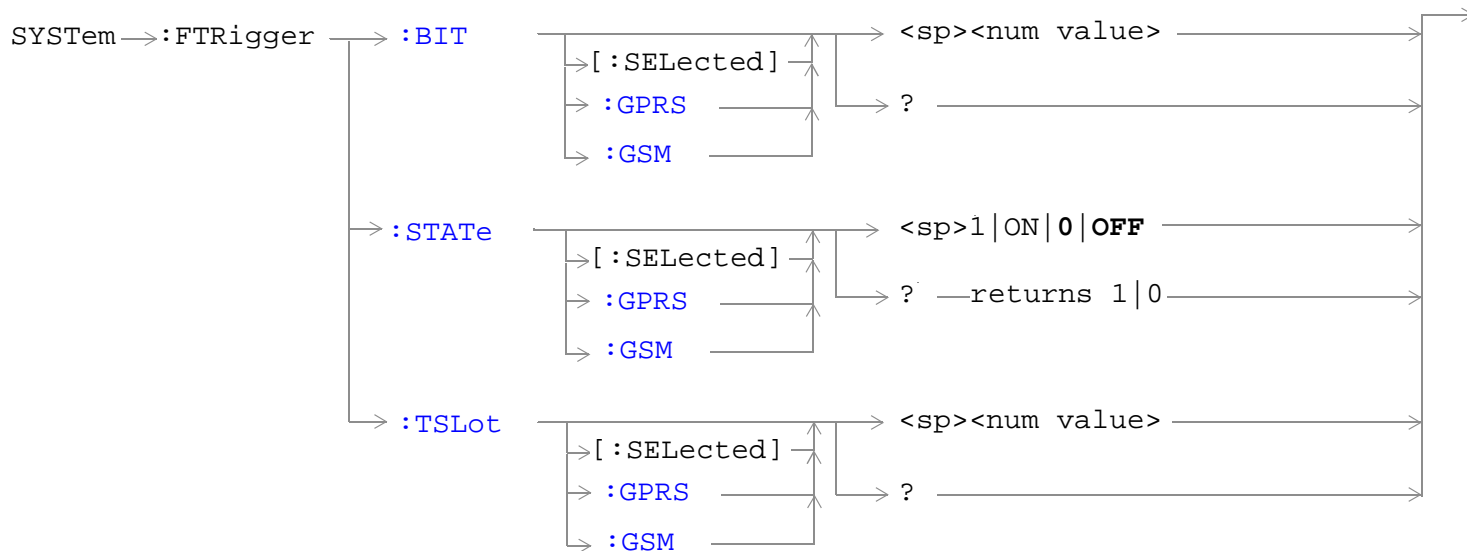 SYSTem :FTRigger :BIT <sp><num value>
[:SELected]
:GPRS ?
:GSM
:STATe <sp>1|ON|0|OFF
[:SELected]
:GPRS ? returns 1|0
:GSM
:TSLot <sp><num value>
[:SELected]
:GPRS ?
:GSM